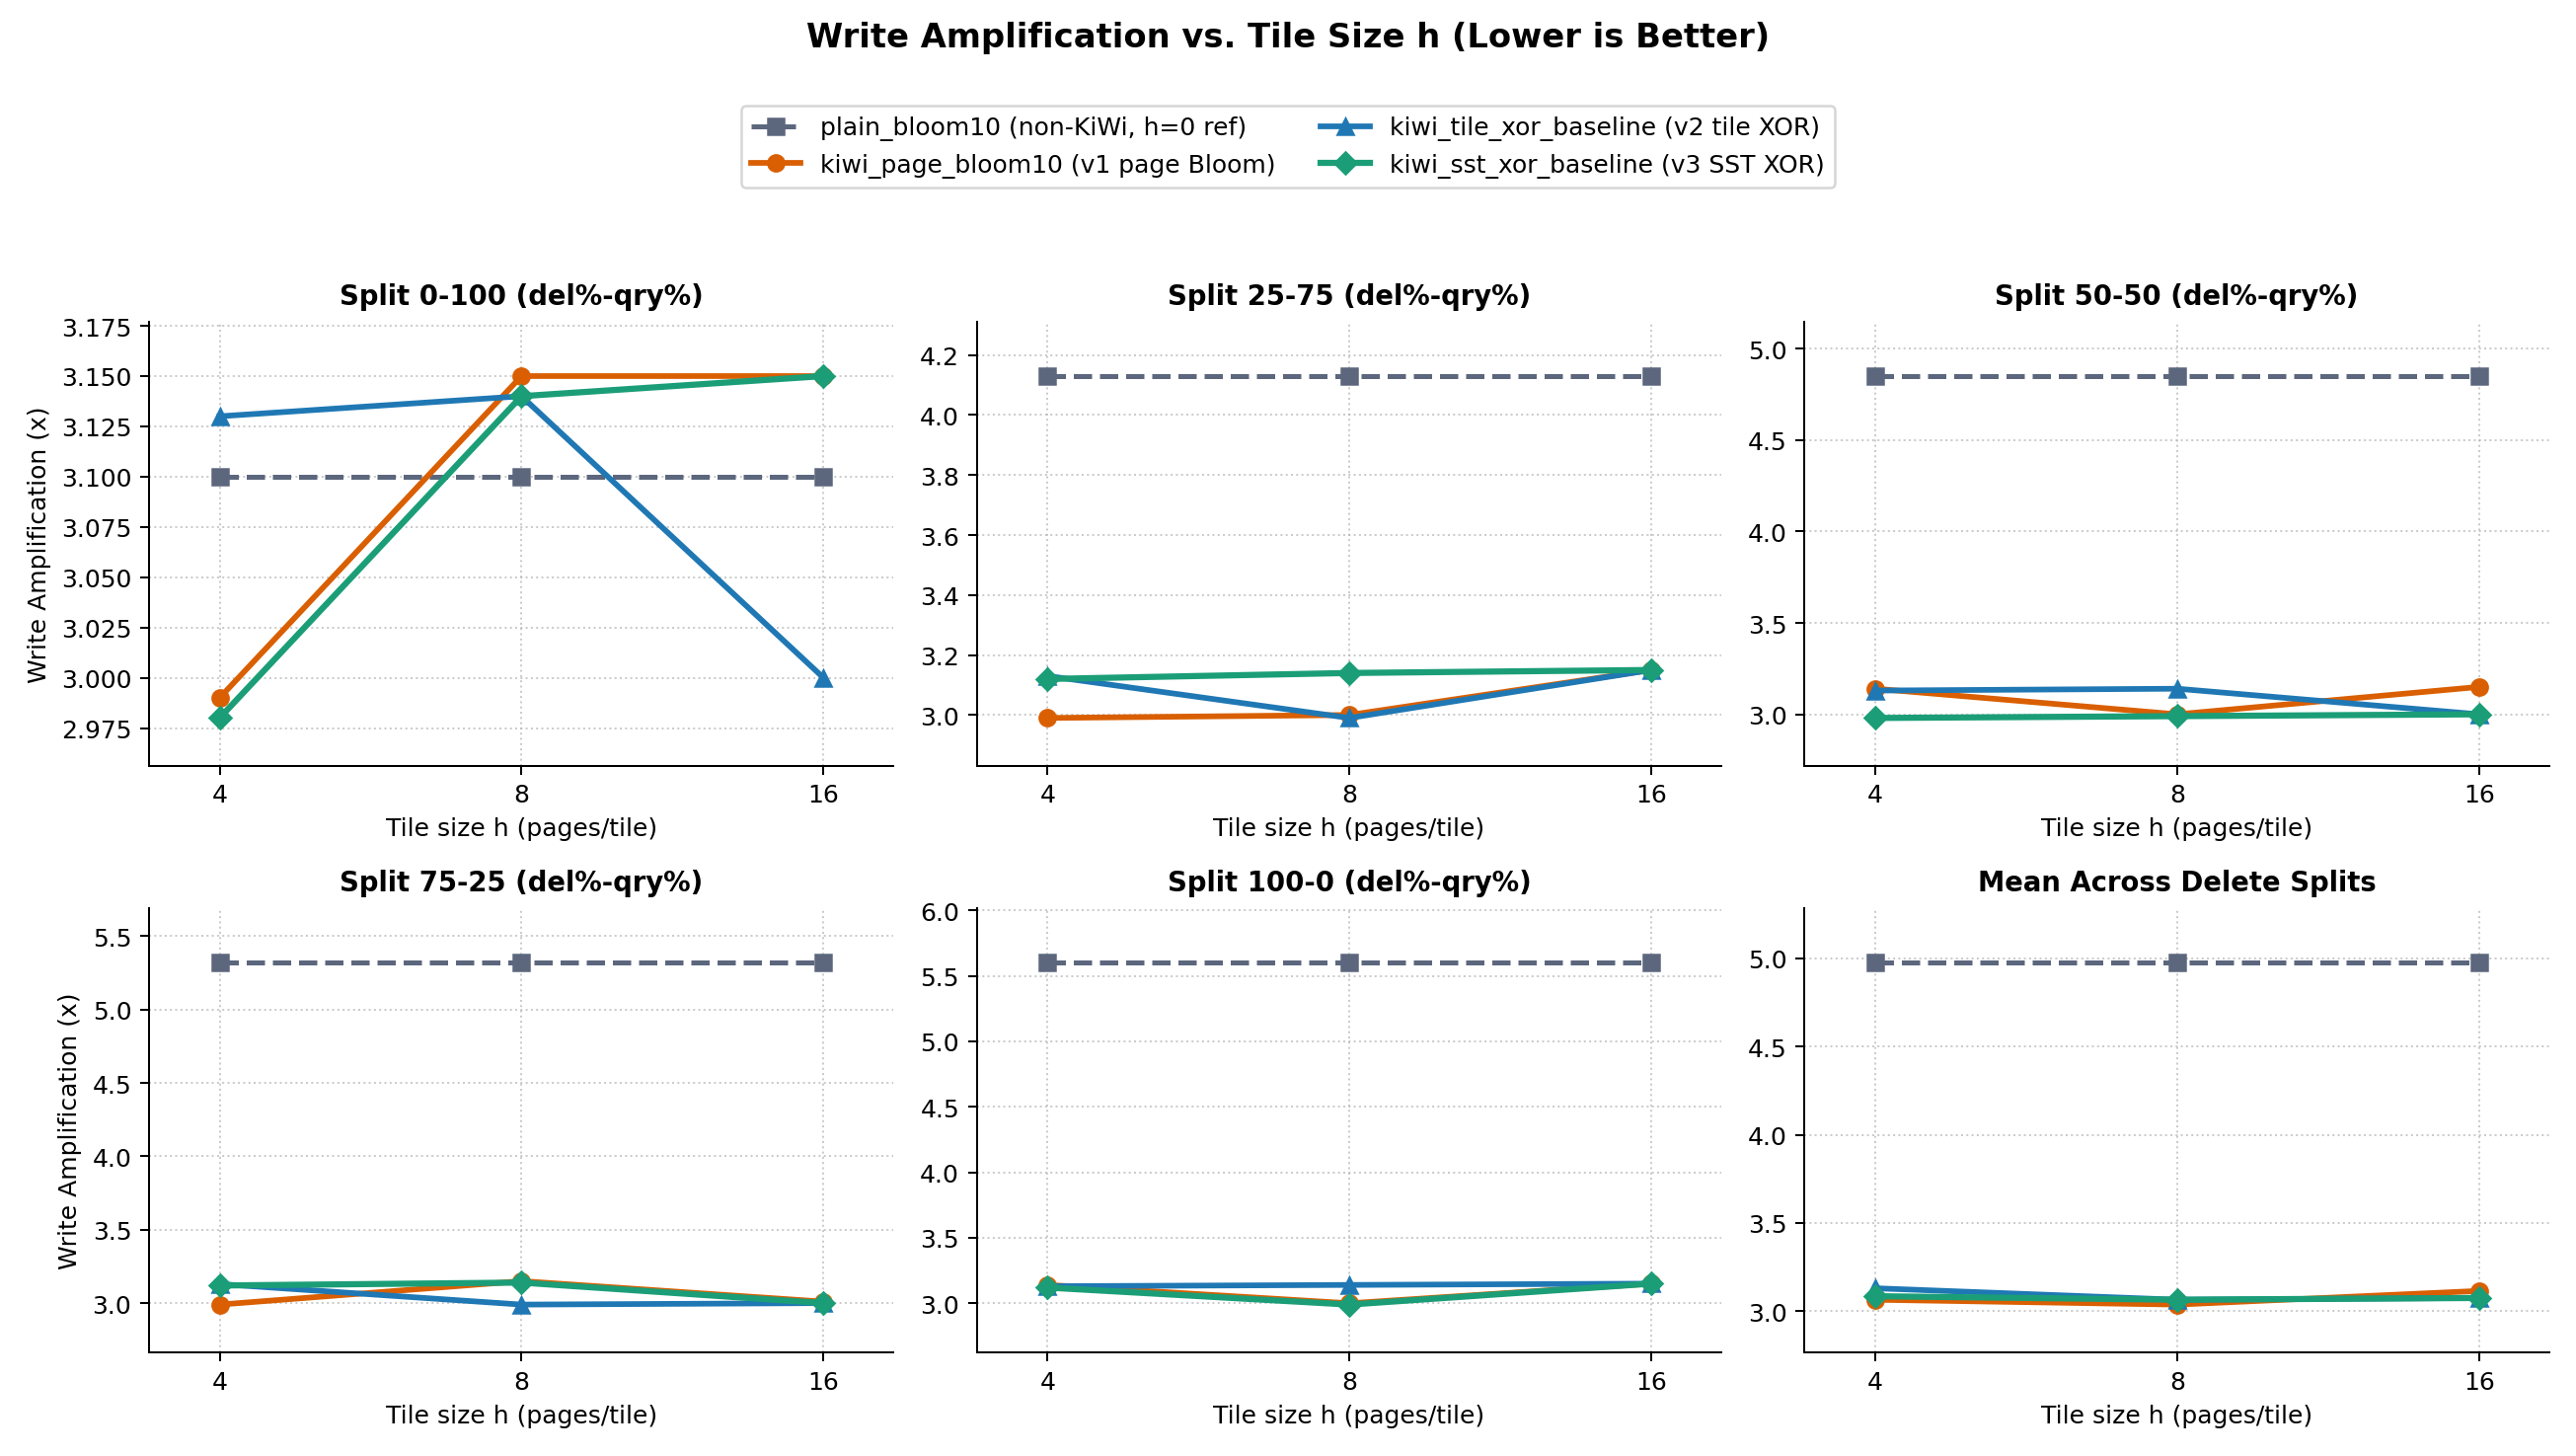 Write Amplification vs. Tile Size h (Lower is Better)
plain_bloom10 (non-KiWi, h=0 ref)
kiwi_page_bloom10 (v1 page Bloom)
kiwi_tile_xor_baseline (v2 tile XOR)
kiwi_sst_xor_baseline (v3 SST XOR)
Split 0-100 (del%-qry%)
Write Amplification (x)
3.175
3.150
3.125
3.100
3.075
3.050
3.025
3.000
2.975
4 8 16
Tile size h (pages/tile)
Split 25-75 (del%-qry%)
4.2
4.0
3.8
3.6
3.4
3.2
3.0
4 8 16
Tile size h (pages/tile)
Split 50-50 (del%-qry%)
5.0
4.5
4.0
3.5
3.0
4 8 16
Tile size h (pages/tile)
Split 75-25 (del%-qry%)
Write Amplification (x)
5.5
5.0
4.5
4.0
3.5
3.0
4 8 16
Tile size h (pages/tile)
Split 100-0 (del%-qry%)
6.0
5.5
5.0
4.5
4.0
3.5
3.0
4 8 16
Tile size h (pages/tile)
Mean Across Delete Splits
5.0
4.5
4.0
3.5
3.0
4 8 16
Tile size h (pages/tile)